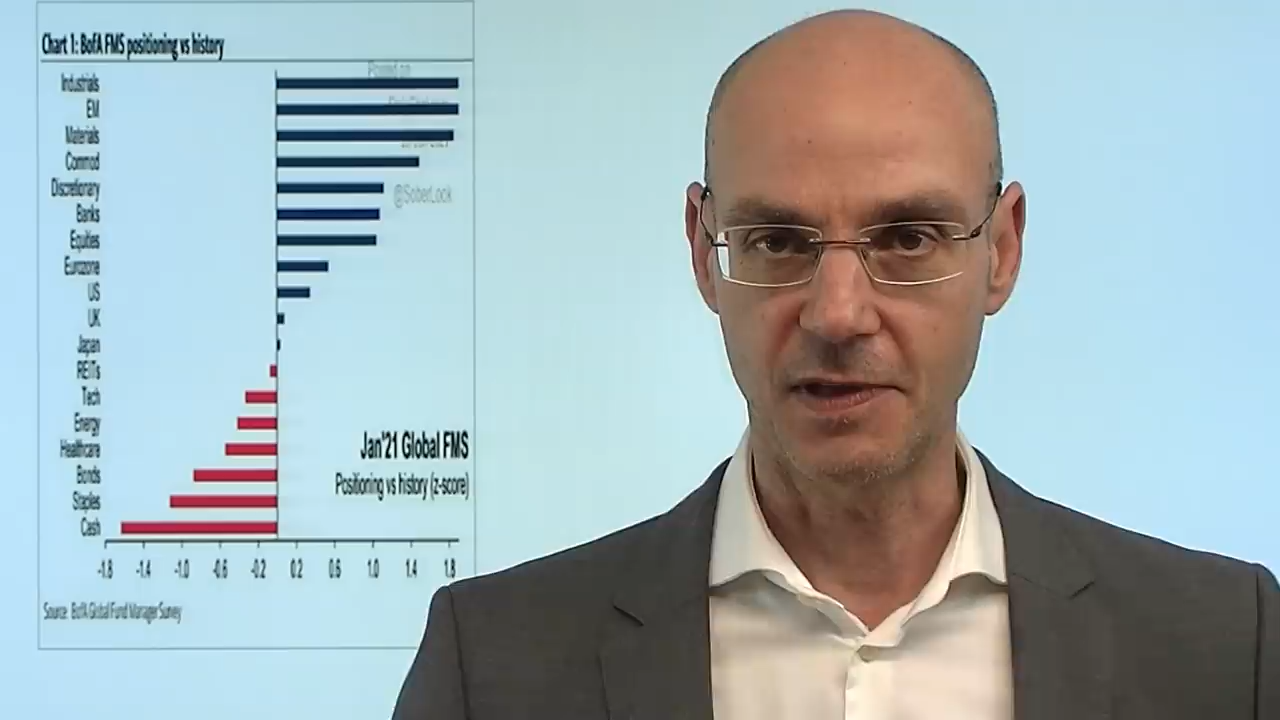 Chart 1: BofA FMS positioning vs history
Posted on
Industrials
EM
Materials
Commod
Discretionary
@SoberLook
Banks
Equities
Eurozone
US
UK
Japan
REITs
Tech
Energy
Healthcare
Jan'21 Global FMS
Bonds
Positioning vs history (z-score)
Staples
Cash
-1.8 -1.4 -1.0 -0.6 -0.2 0.2 0.6 1.0 1.4 1.8
Source: BofA Global Fund Manager Survey